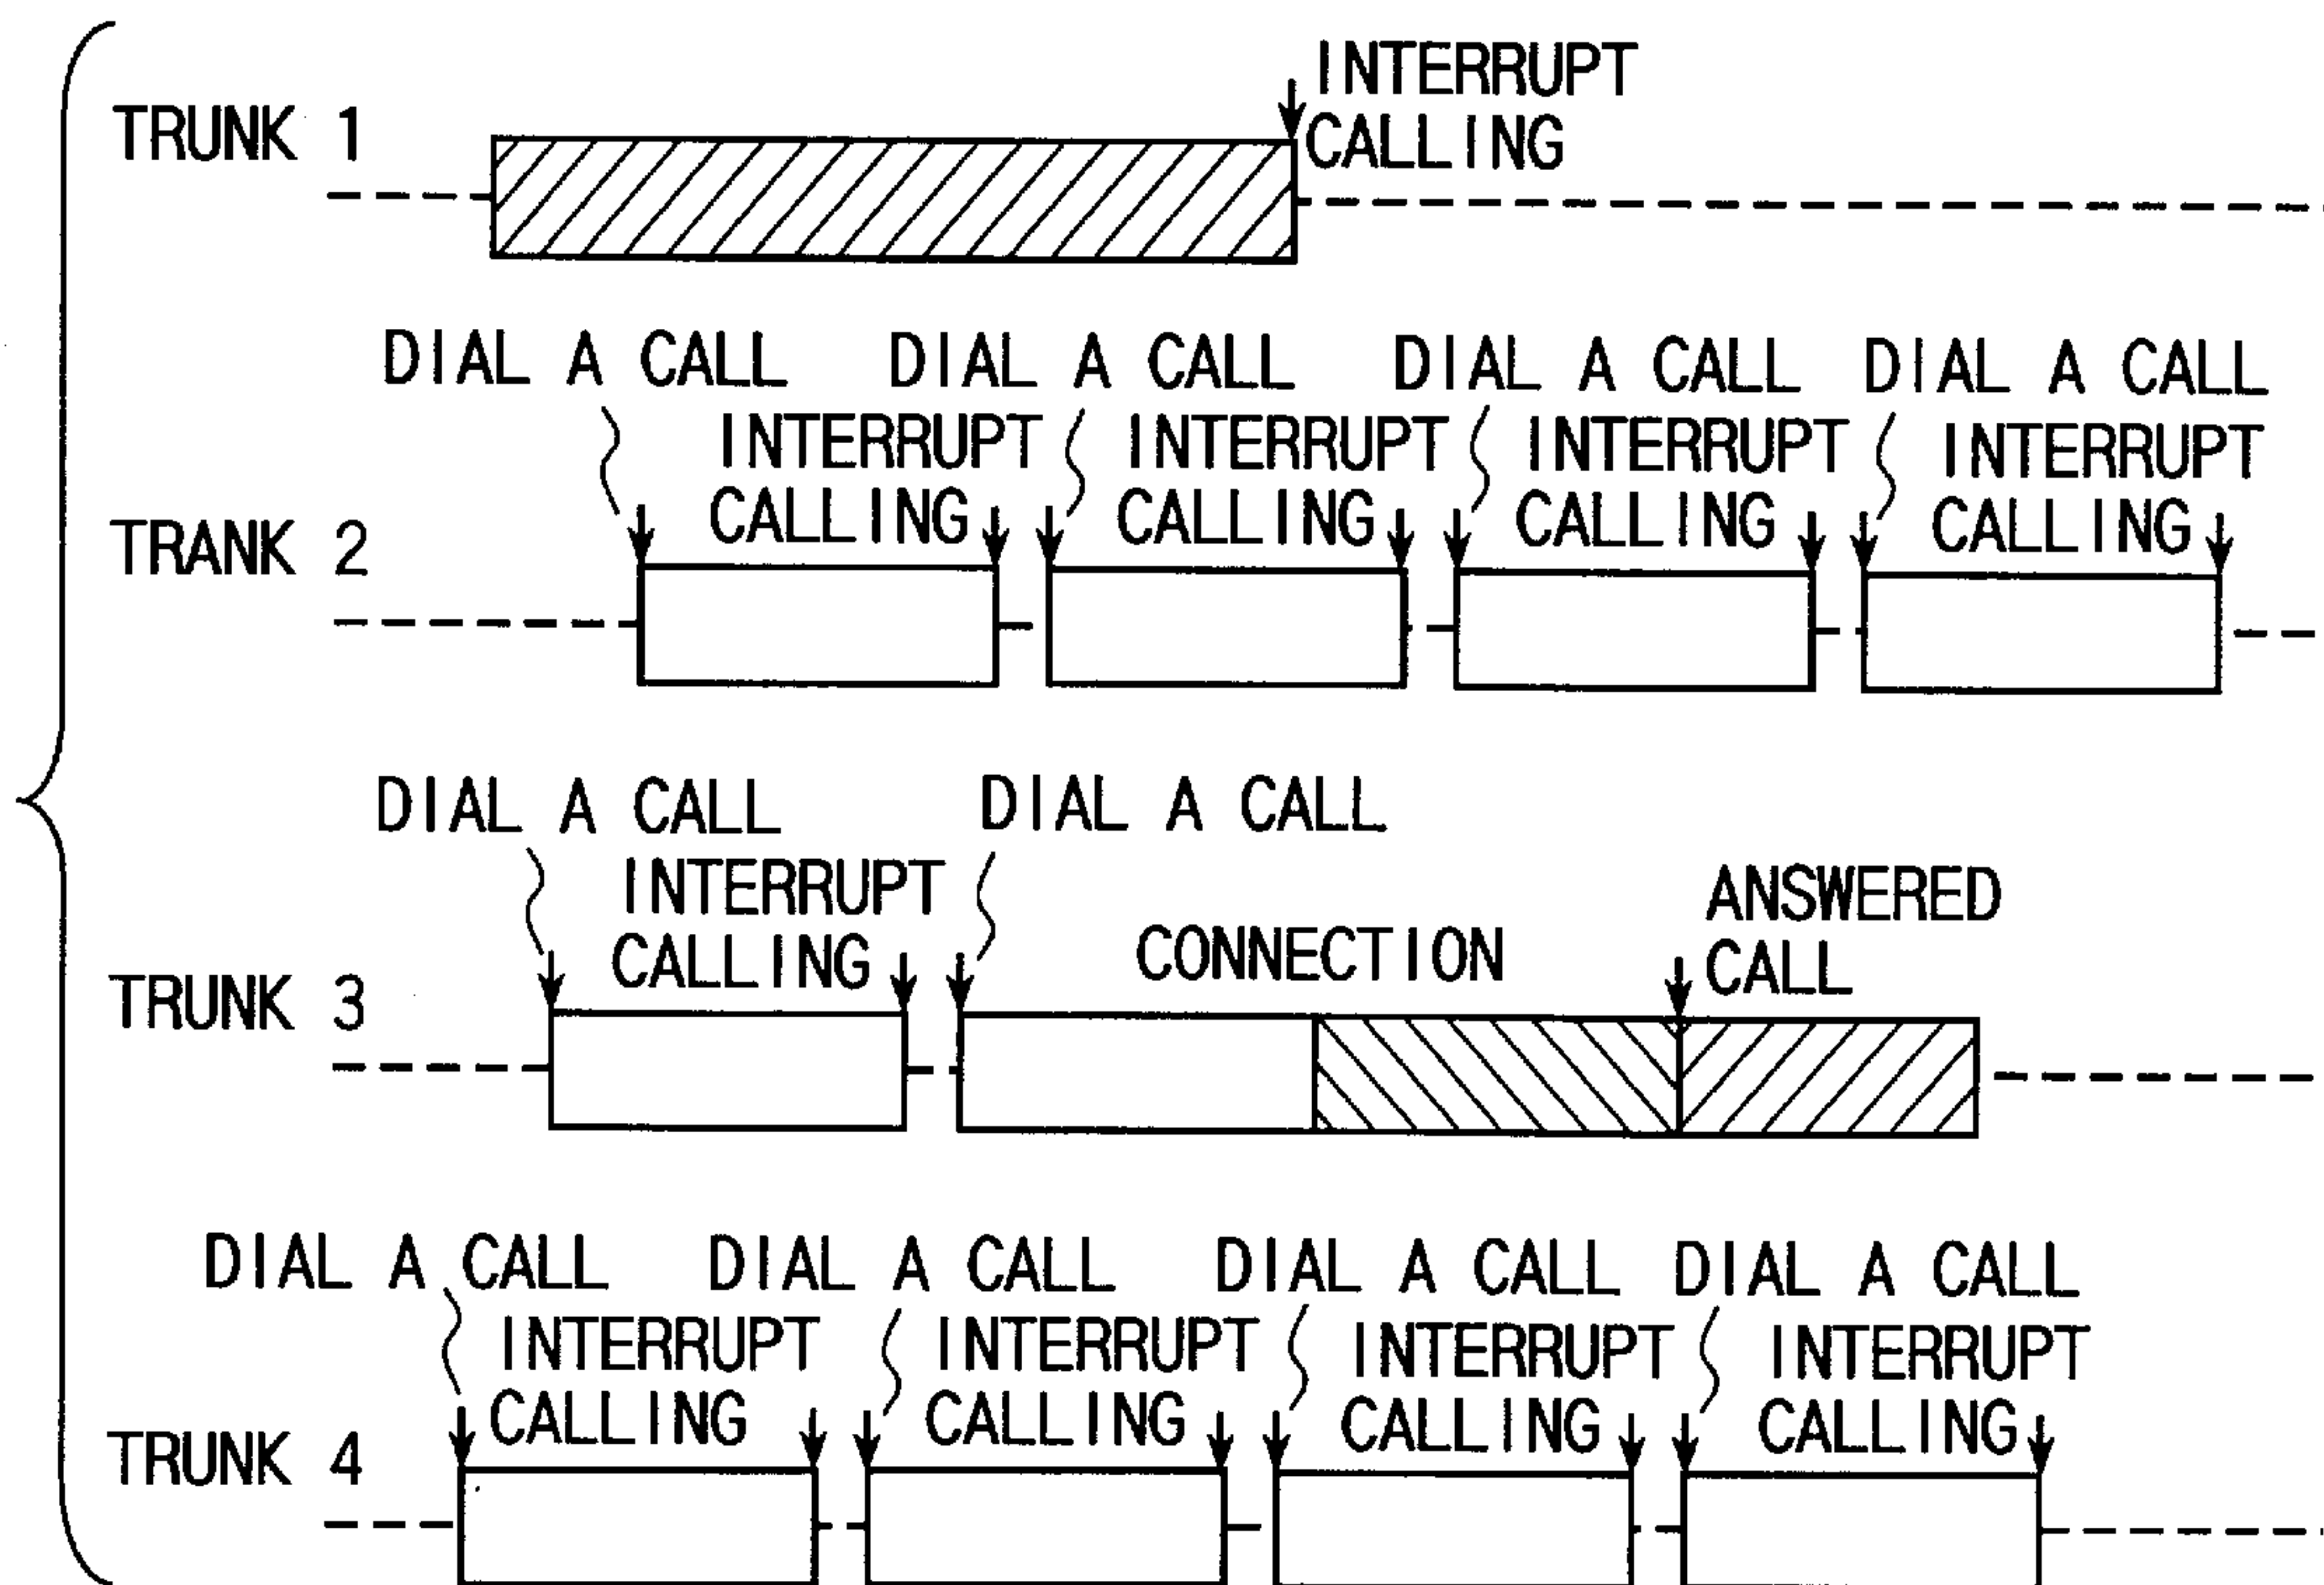 INTERRUPT
CALLING
TRUNK 1
DIAL A CALL DIAL A CALL DIAL A CALL DIAL A CALL
INTERRUPT INTERRUPT INTERRUPT INTERRUPT
CALLING CALLING CALLING CALLING
TRANK 2
DIAL A CALL DIAL A CALL
INTERRUPT
CALLING
CONNECTION
ANSWERED
CALL
TRUNK 3
DIAL A CALL DIAL A CALL DIAL A CALL DIAL A CALL
INTERRUPT INTERRUPT INTERRUPT INTERRUPT
CALLING CALLING CALLING CALLING
TRUNK 4